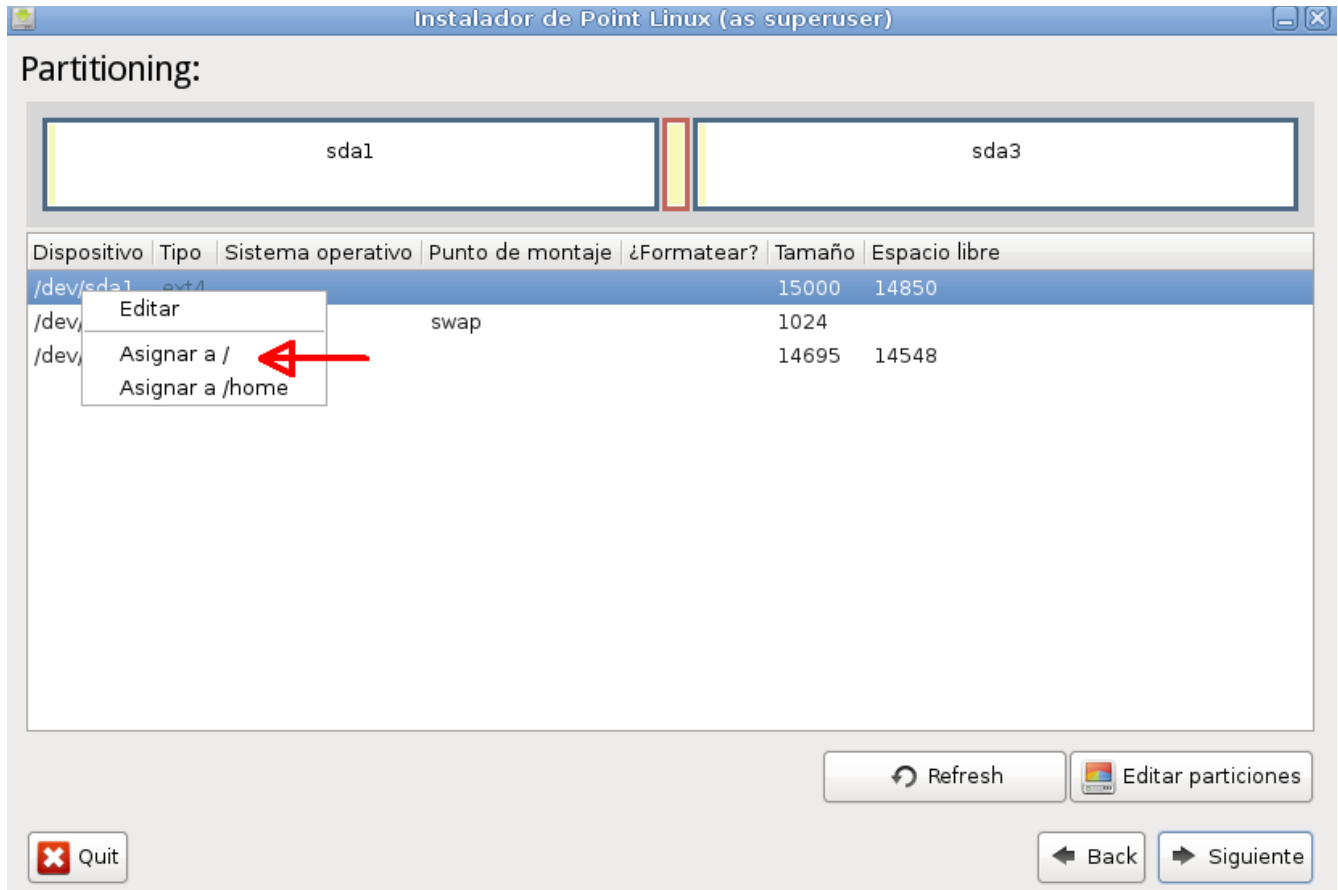 Instalador de Point Linux (as superuser)
Partitioning:
sda1
sda3
Dispositivo Tipo Sistema operativo Punto de montaje ¿Formatear? Tamaño Espacio libre
/dev/sda1 ext4 15000 14850
/dev/ swap 1024
/dev/ 14695 14548
Editar
Asignar a /
Asignar a /home
Refresh
Editar particiones
Quit
Back
Siguiente